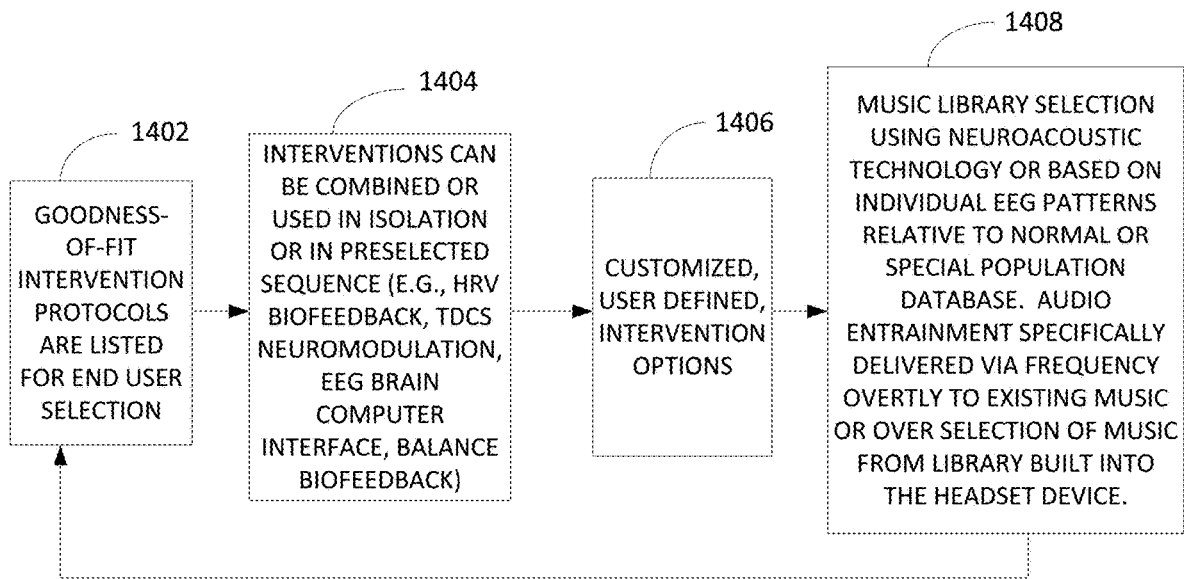 1402
GOODNESS-
OF-FIT
INTERVENTION
PROTOCOLS
ARE LISTED
FOR END USER
SELECTION
1404
INTERVENTIONS CAN
BE COMBINED OR
USED IN ISOLATION
OR IN PRESELECTED
SEQUENCE (E.G., HRV
BIOFEEDBACK, TDCS
NEUROMODULATION,
EEG BRAIN
COMPUTER
INTERFACE, BALANCE
BIOFEEDBACK)
1406
CUSTOMIZED,
USER DEFINED,
INTERVENTION
OPTIONS
1408
MUSIC LIBRARY SELECTION
USING NEUROACOUSTIC
TECHNOLOGY OR BASED ON
INDIVIDUAL EEG PATTERNS
RELATIVE TO NORMAL OR
SPECIAL POPULATION
DATABASE. AUDIO
ENTRAINMENT SPECIFICALLY
DELIVERED VIA FREQUENCY
OVERTLY TO EXISTING MUSIC
OR OVER SELECTION OF MUSIC
FROM LIBRARY BUILT INTO
THE HEADSET DEVICE.